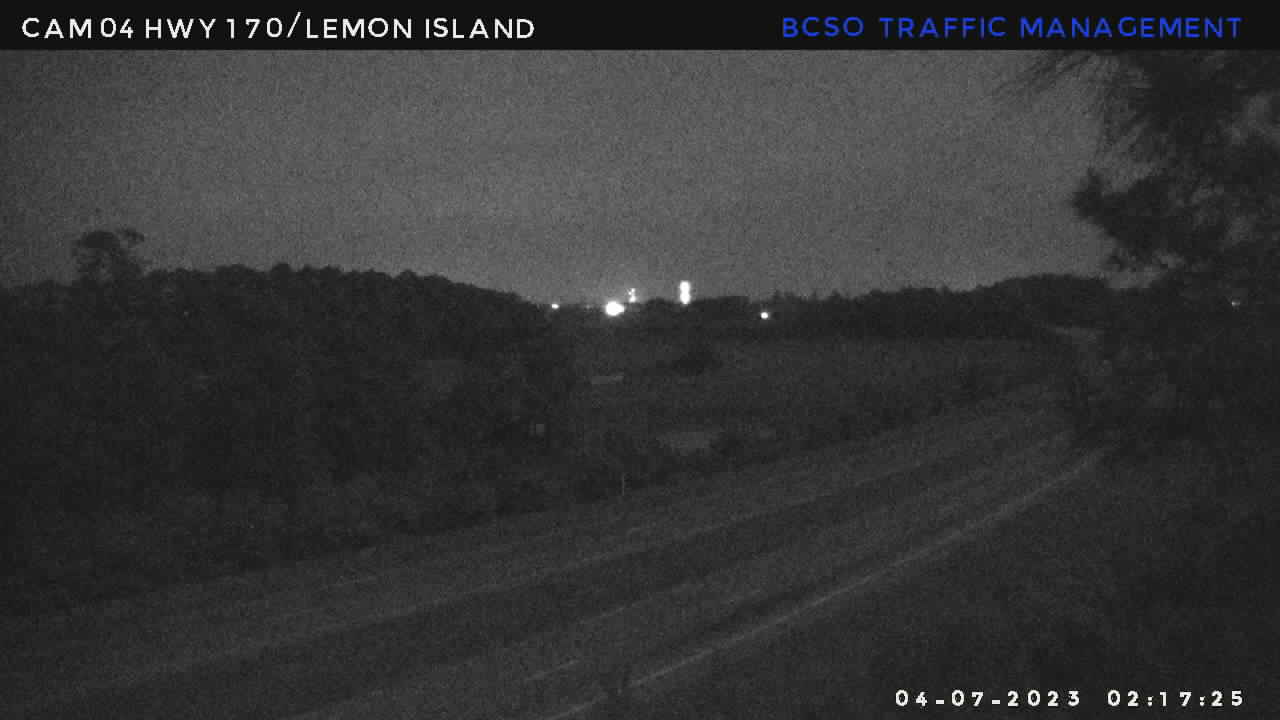 CAM04 HWY 170/LEMON ISLAND
BCSO TRAFFIC MANAGEMENT
04-07-2023 02:17:25